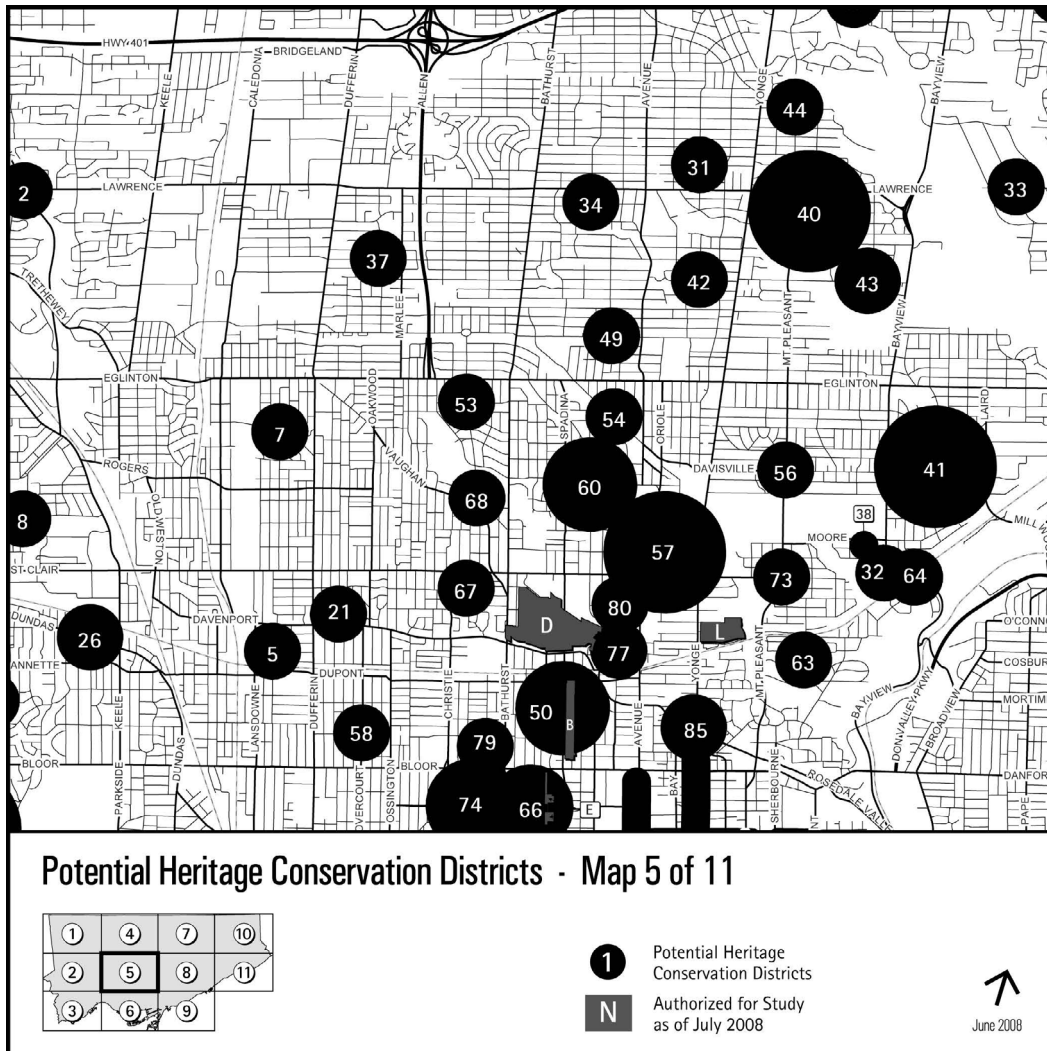 HWY 401
BRIDGELAND
KEELE
CALEDONIA
DUFFERIN
ALLEN
BATHURST
AVENUE
YONGE
BAYVIEW
44
31
2
LAWRENCE
34
40
LAWRENCE
33
37
42
43
TRETHEWEY
MARLEE
49
MT.PLEASANT
BAYVIEW
EGLINTON
EGLINTON
53
SPADINA
54
ORIOLE
LAIRD
7
OAKWOOD
VAUGHAN
ROGERS
OLD WESTON
DAVISVILLE
56
41
60
68
8
38
MOORE
57
ST-CLAIR
73
32
64
67
80
21
DAVENPORT
DUNDAS
26
D
L
O'CONN
5
77
63
ANNETTE
DUPONT
COSBUR
KEELE
LANSDOWNE
DUFFERIN
CHRISTIE
BATHURST
50
B
AVENUE
YONGE
MT.PLEASANT
BAYVIEW
DON VALLEY PKWY
BROADVIEW
MORTIM
58
79
85
BLOOR
BLOOR
DANFOR
PARKSIDE
DUNDAS
OVERCOURT
OSSINGTON
74
66
E
BAY
SHERBOURNE
ROSEDALE VALLE
NT
PAPE
Potential Heritage Conservation Districts - Map 5 of 11
1 4 7 10
2 5 8 11
3 6 9
1 Potential Heritage
Conservation Districts
N Authorized for Study
as of July 2008
June 2008